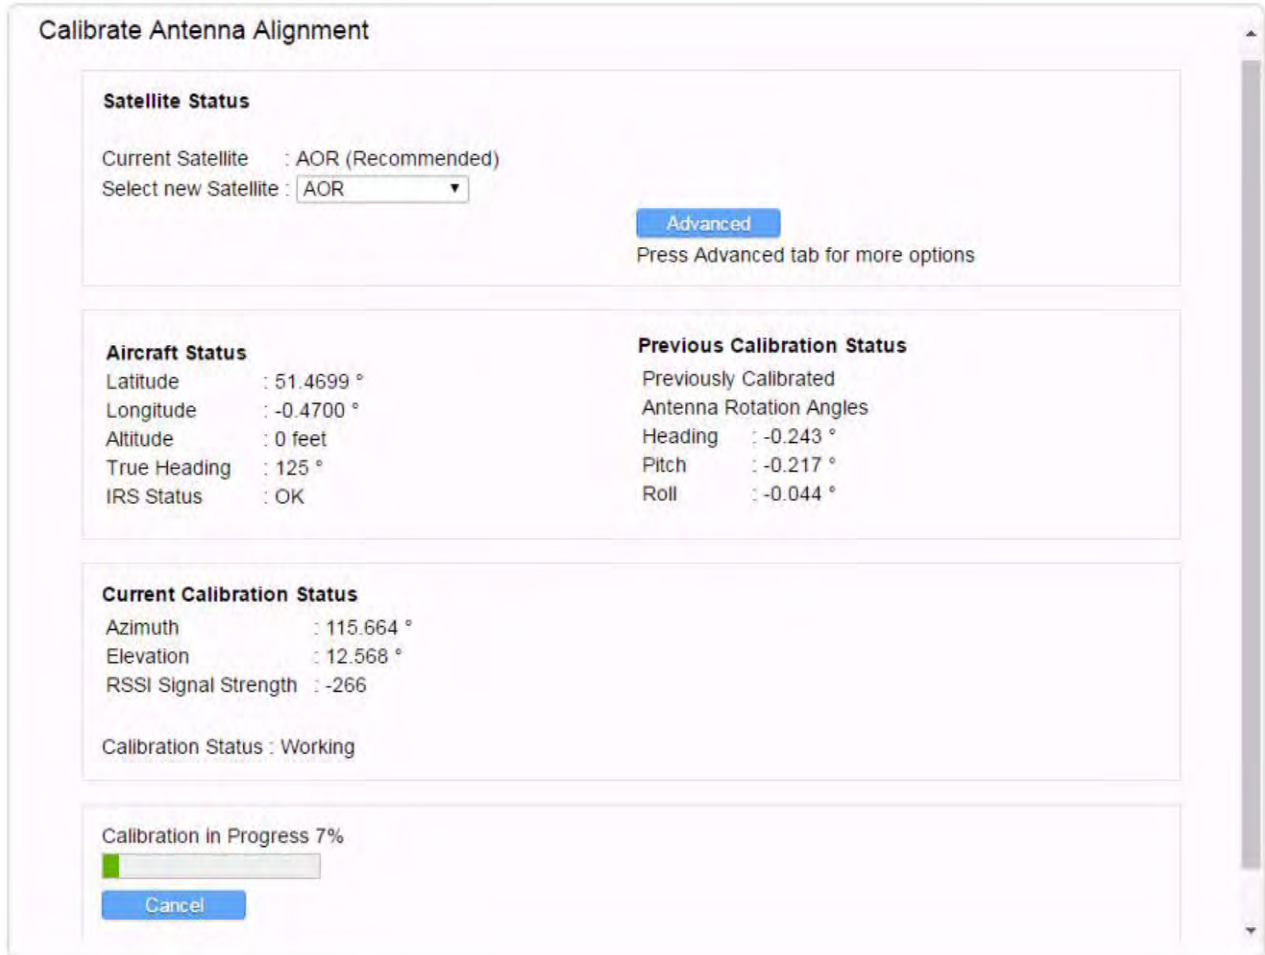 Calibrate Antenna Alignment
Satellite Status
Current Satellite : AOR (Recommended)
Select new Satellite : AOR
Advanced
Press Advanced tab for more options
Aircraft Status
Latitude : 51.4699 °
Longitude : -0.4700 °
Altitude : 0 feet
True Heading : 125 °
IRS Status : OK
Previous Calibration Status
Previously Calibrated
Antenna Rotation Angles
Heading : -0.243 °
Pitch : -0.217 °
Roll : -0.044 °
Current Calibration Status
Azimuth : 115.664 °
Elevation : 12.568 °
RSSI Signal Strength : -266
Calibration Status : Working
Calibration in Progress 7%
Cancel